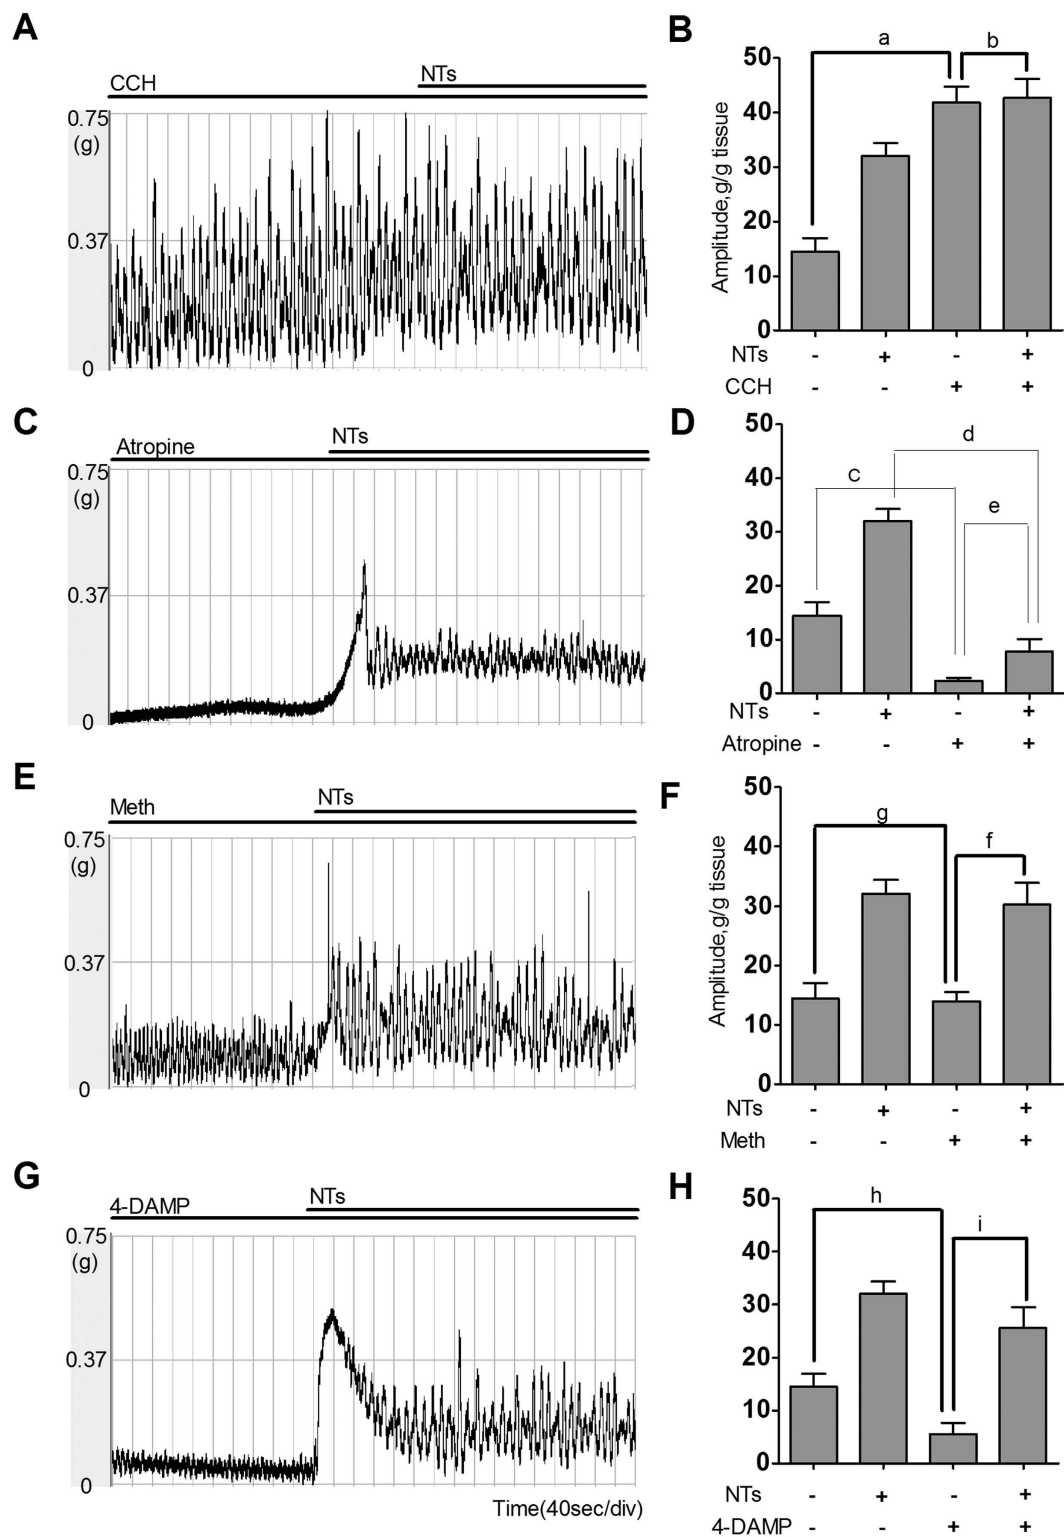 A
NTs
CCH
0.75
(g)
0.37
0
B
a
b
50
40
30
20
10
0
Amplitude,g/g tissue
NTs - + - +
CCH - - + +
C
NTs
Atropine
0.75
(g)
0.37
0
D
50
40
30
20
10
0
d
c
e
NTs - + - +
Atropine - - + +
E
NTs
Meth
0.75
(g)
0.37
0
F
50
40
30
20
10
0
Amplitude,g/g tissue
g
f
NTs - + - +
Meth - - + +
G
NTs
4-DAMP
0.75
(g)
0.37
0
Time(40sec/div)
H
50
40
30
20
10
0
h
i
NTs - + - +
4-DAMP - - + +